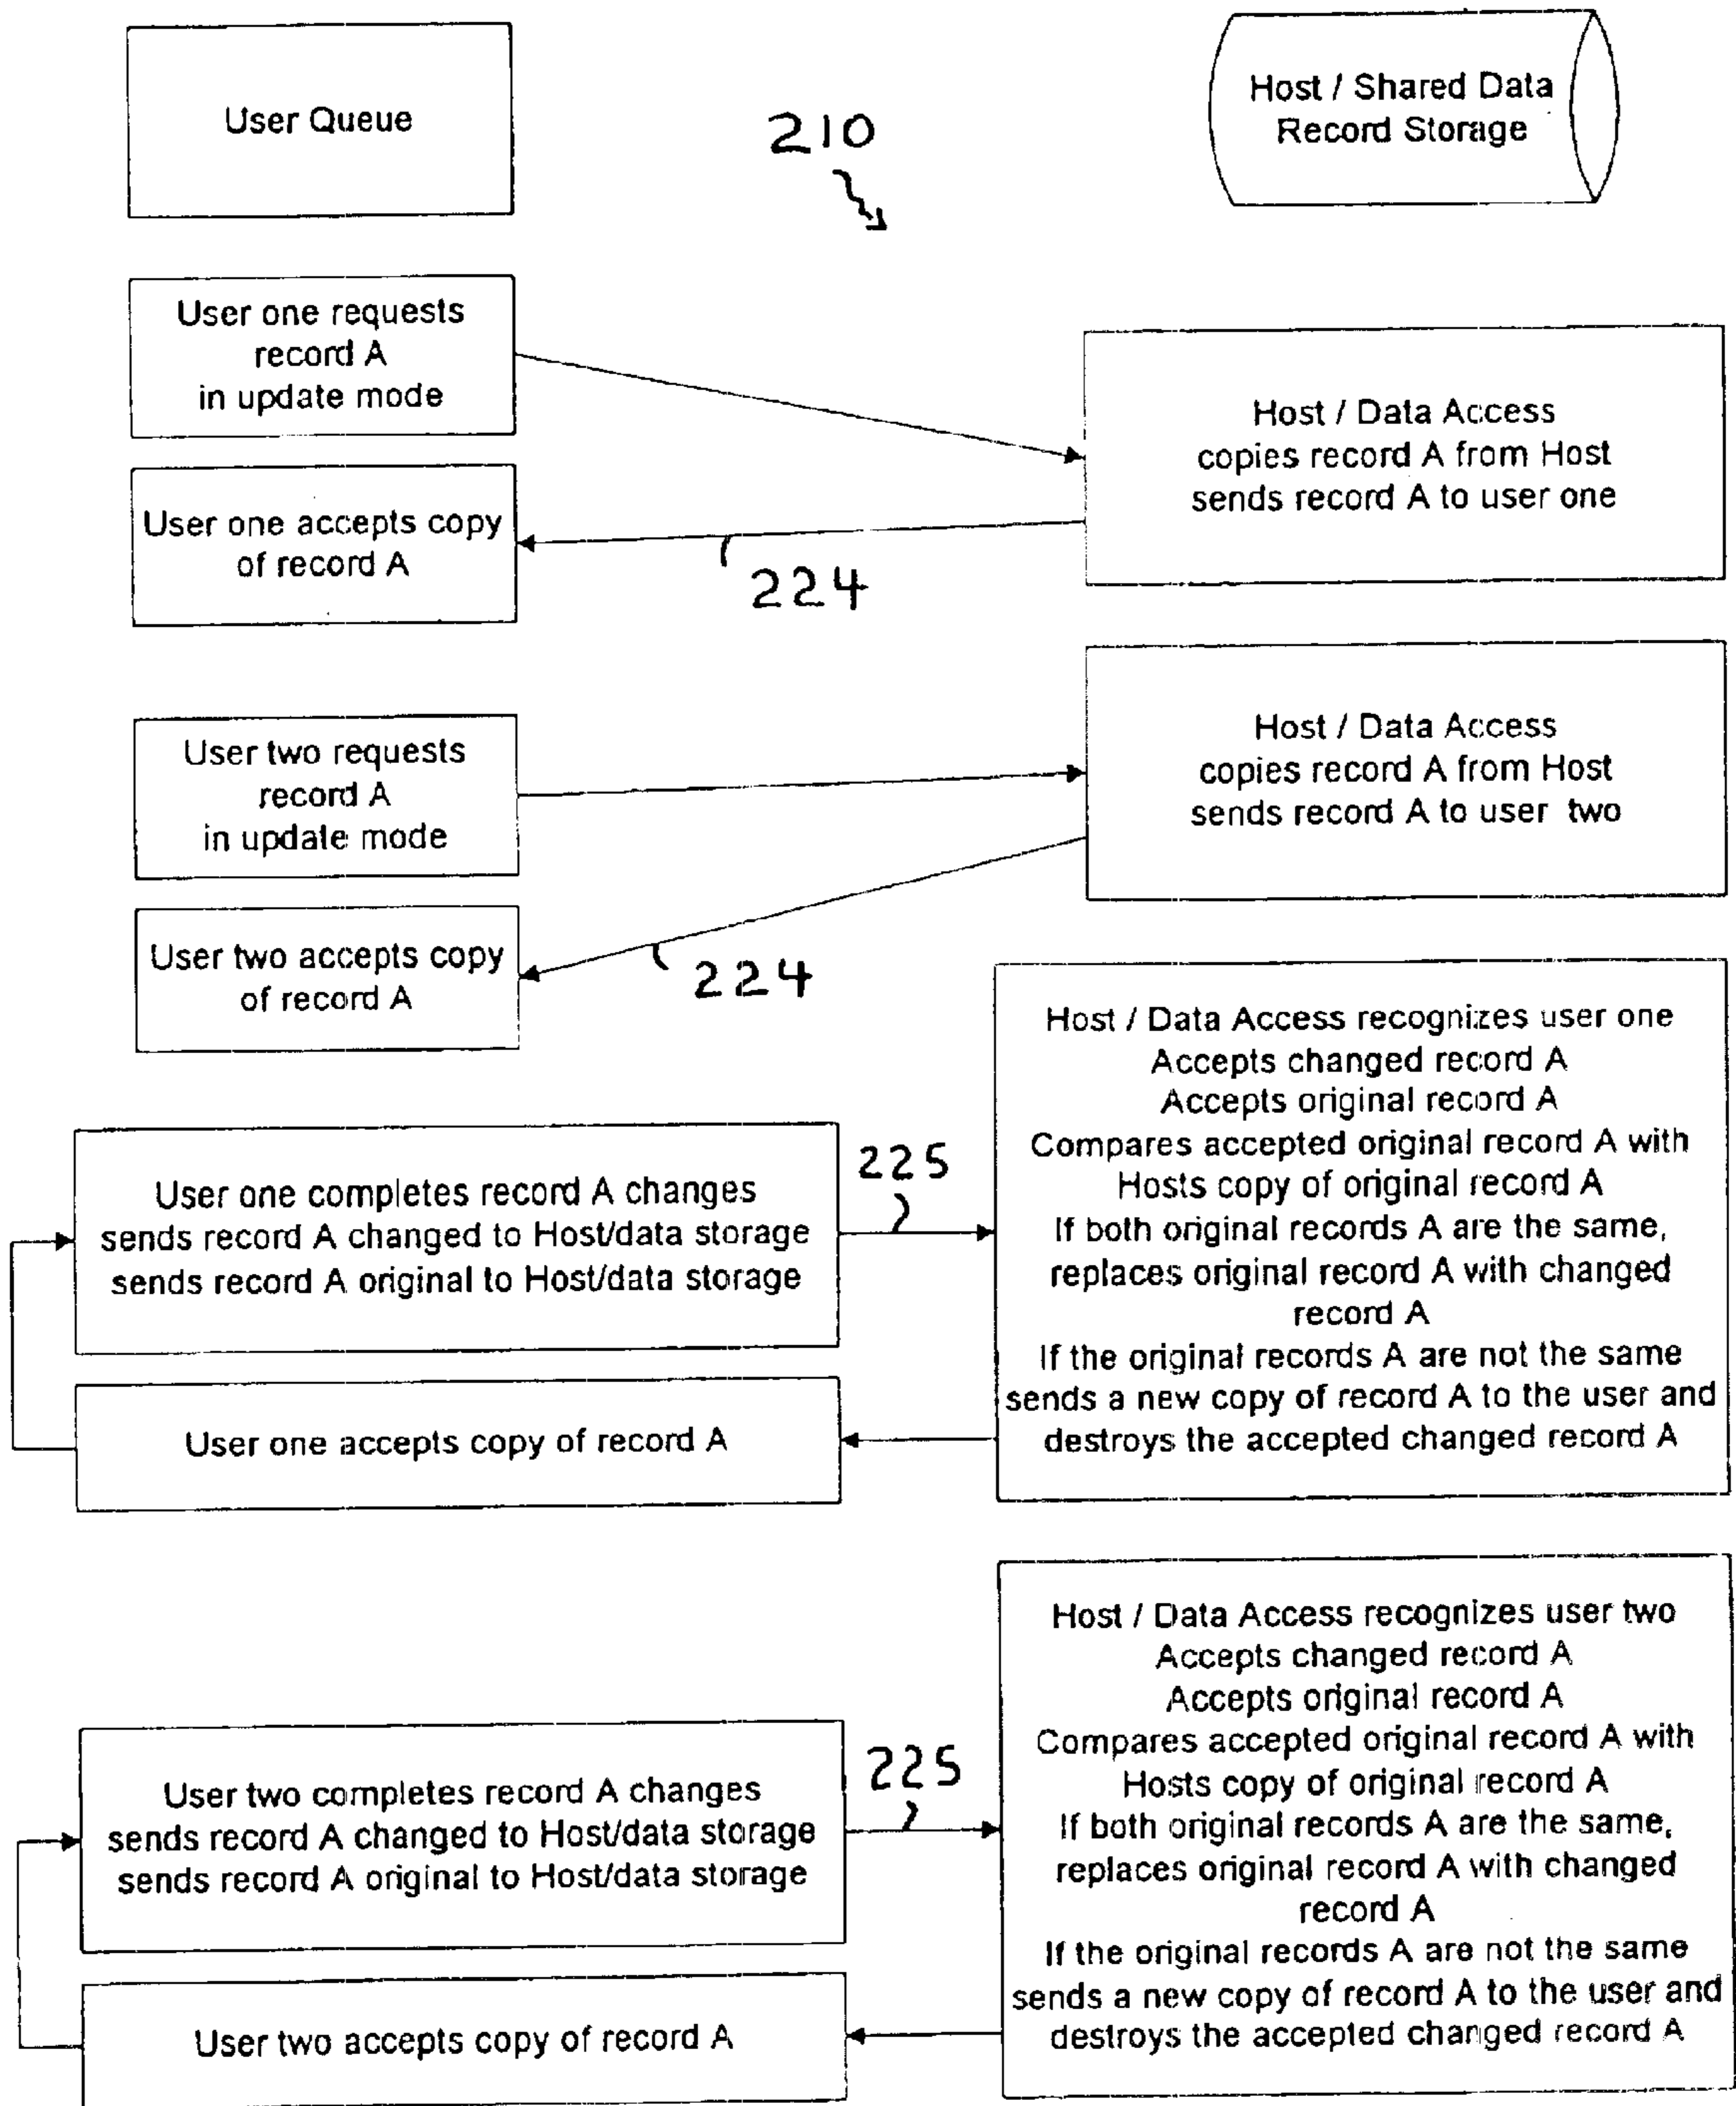 User Queue
210
Host / Shared Data
Record Storage
User one requests
record A
in update mode
Host / Data Access
copies record A from Host
sends record A to user one
User one accepts copy
of record A
224
User two requests
record A
in update mode
Host / Data Access
copies record A from Host
sends record A to user two
User two accepts copy
of record A
224
Host / Data Access recognizes user one
Accepts changed record A
Accepts original record A
Compares accepted original record A with
Hosts copy of original record A
If both original records A are the same,
replaces original record A with changed
record A
If the original records A are not the same
sends a new copy of record A to the user and
destroys the accepted changed record A
User one completes record A changes
sends record A changed to Host/data storage
sends record A original to Host/data storage
225
User one accepts copy of record A
Host / Data Access recognizes user two
Accepts changed record A
Accepts original record A
Compares accepted original record A with
Hosts copy of original record A
If both original records A are the same,
replaces original record A with changed
record A
If the original records A are not the same
sends a new copy of record A to the user and
destroys the accepted changed record A
User two completes record A changes
sends record A changed to Host/data storage
sends record A original to Host/data storage
225
User two accepts copy of record A